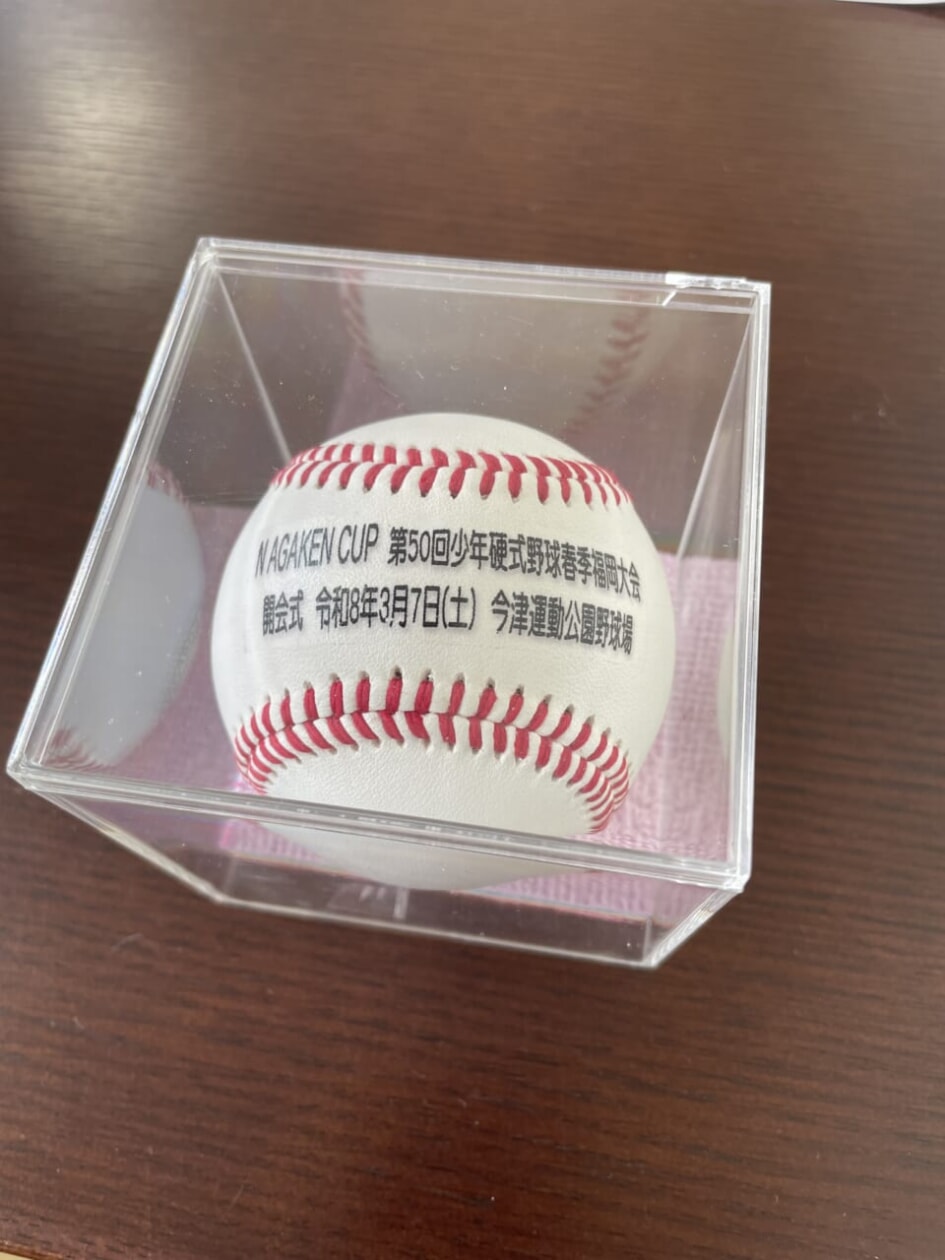 NAGAKEN CUP 第50回少年硬式野球春季福岡大会
開会式 令和8年3月7日(土) 今津運動公園野球場